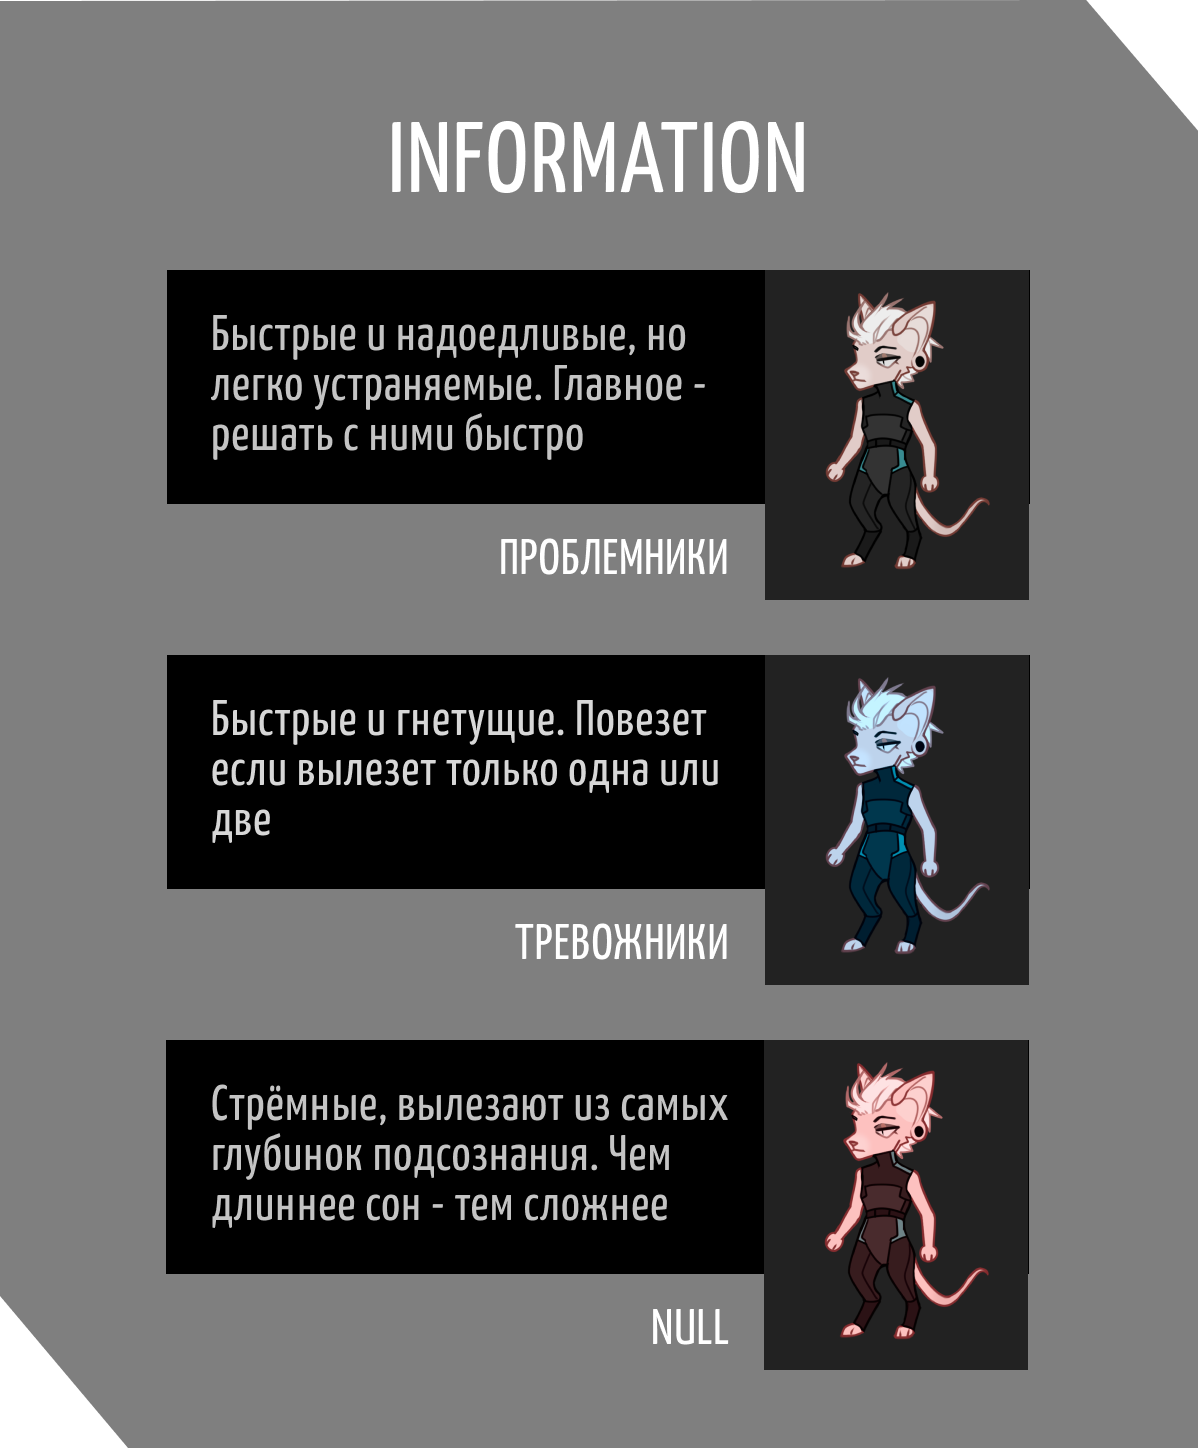 INFORMATION
Быстрые и надоедливые, но
легко устраняемые. Главное -
решать с ними быстро
ПРОБЛЕМНИКИ
Быстрые и гнетущие. Повезет
если вылезет только одна или
две
ТРЕВОЖНИКИ
Стрёмные, вылезают из самых
глубинок подсознания. Чем
длиннее сон - тем сложнее
NULL